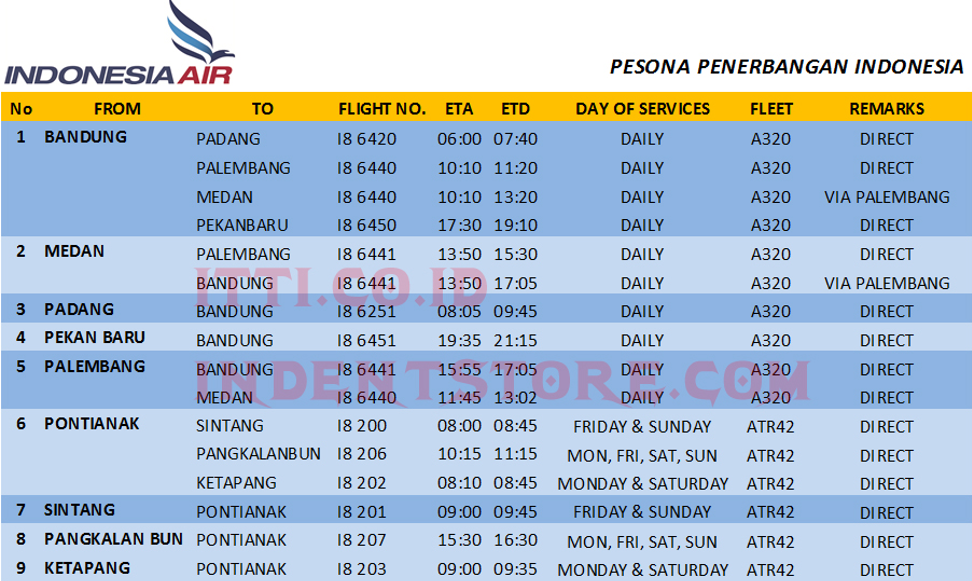 INDONESIA AIR
PESONA PENERBANGAN INDONESIA
No FROM TO FLIGHT NO. ETA ETD DAY OF SERVICES FLEET REMARKS
1 BANDUNG PADANG I8 6420 06:00 07:40 DAILY A320 DIRECT
PALEMBANG I8 6440 10:10 11:20 DAILY A320 DIRECT
MEDAN I8 6440 10:10 13:20 DAILY A320 VIA PALEMBANG
PEKANBARU I8 6450 17:30 19:10 DAILY A320 DIRECT
2 MEDAN PALEMBANG I8 6441 13:50 15:30 DAILY A320 DIRECT
BANDUNG I8 6441 13:50 17:05 DAILY A320 VIA PALEMBANG
ITTI.CO.ID
3 PADANG BANDUNG I8 6251 08:05 09:45 DAILY A320 DIRECT
4 PEKAN BARU BANDUNG I8 6451 19:35 21:15 DAILY A320 DIRECT
5 PALEMBANG BANDUNG I8 6441 15:55 17:05 DAILY A320 DIRECT
INDENTSTORE.COM
MEDAN I8 6440 11:45 13:02 DAILY A320 DIRECT
6 PONTIANAK SINTANG I8 200 08:00 08:45 FRIDAY & SUNDAY ATR42 DIRECT
PANGKALANBUN I8 206 10:15 11:15 MON, FRI, SAT, SUN ATR42 DIRECT
KETAPANG I8 202 08:10 08:45 MONDAY & SATURDAY ATR42 DIRECT
7 SINTANG PONTIANAK I8 201 09:00 09:45 FRIDAY & SUNDAY ATR42 DIRECT
8 PANGKALAN BUN PONTIANAK I8 207 15:30 16:30 MON, FRI, SAT, SUN ATR42 DIRECT
9 KETAPANG PONTIANAK I8 203 09:00 09:35 MONDAY & SATURDAY ATR42 DIRECT